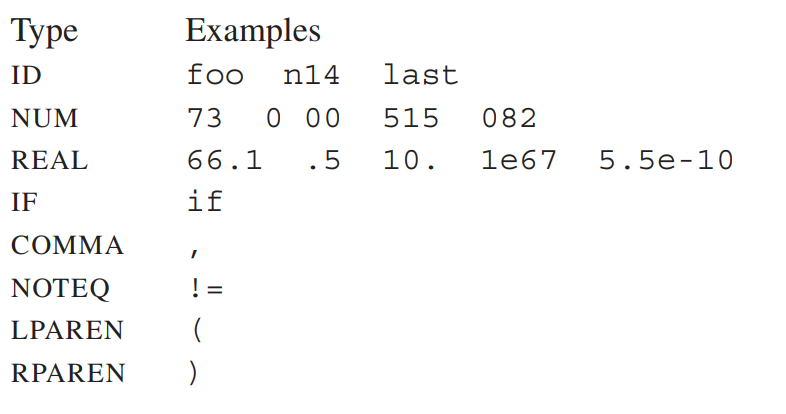 Type Examples
ID foo n14 last
NUM 73 0 00 515 082
REAL 66.1 .5 10. 1e67 5.5e-10
IF if
COMMA ,
NOTEQ !=
LPAREN (
RPAREN )